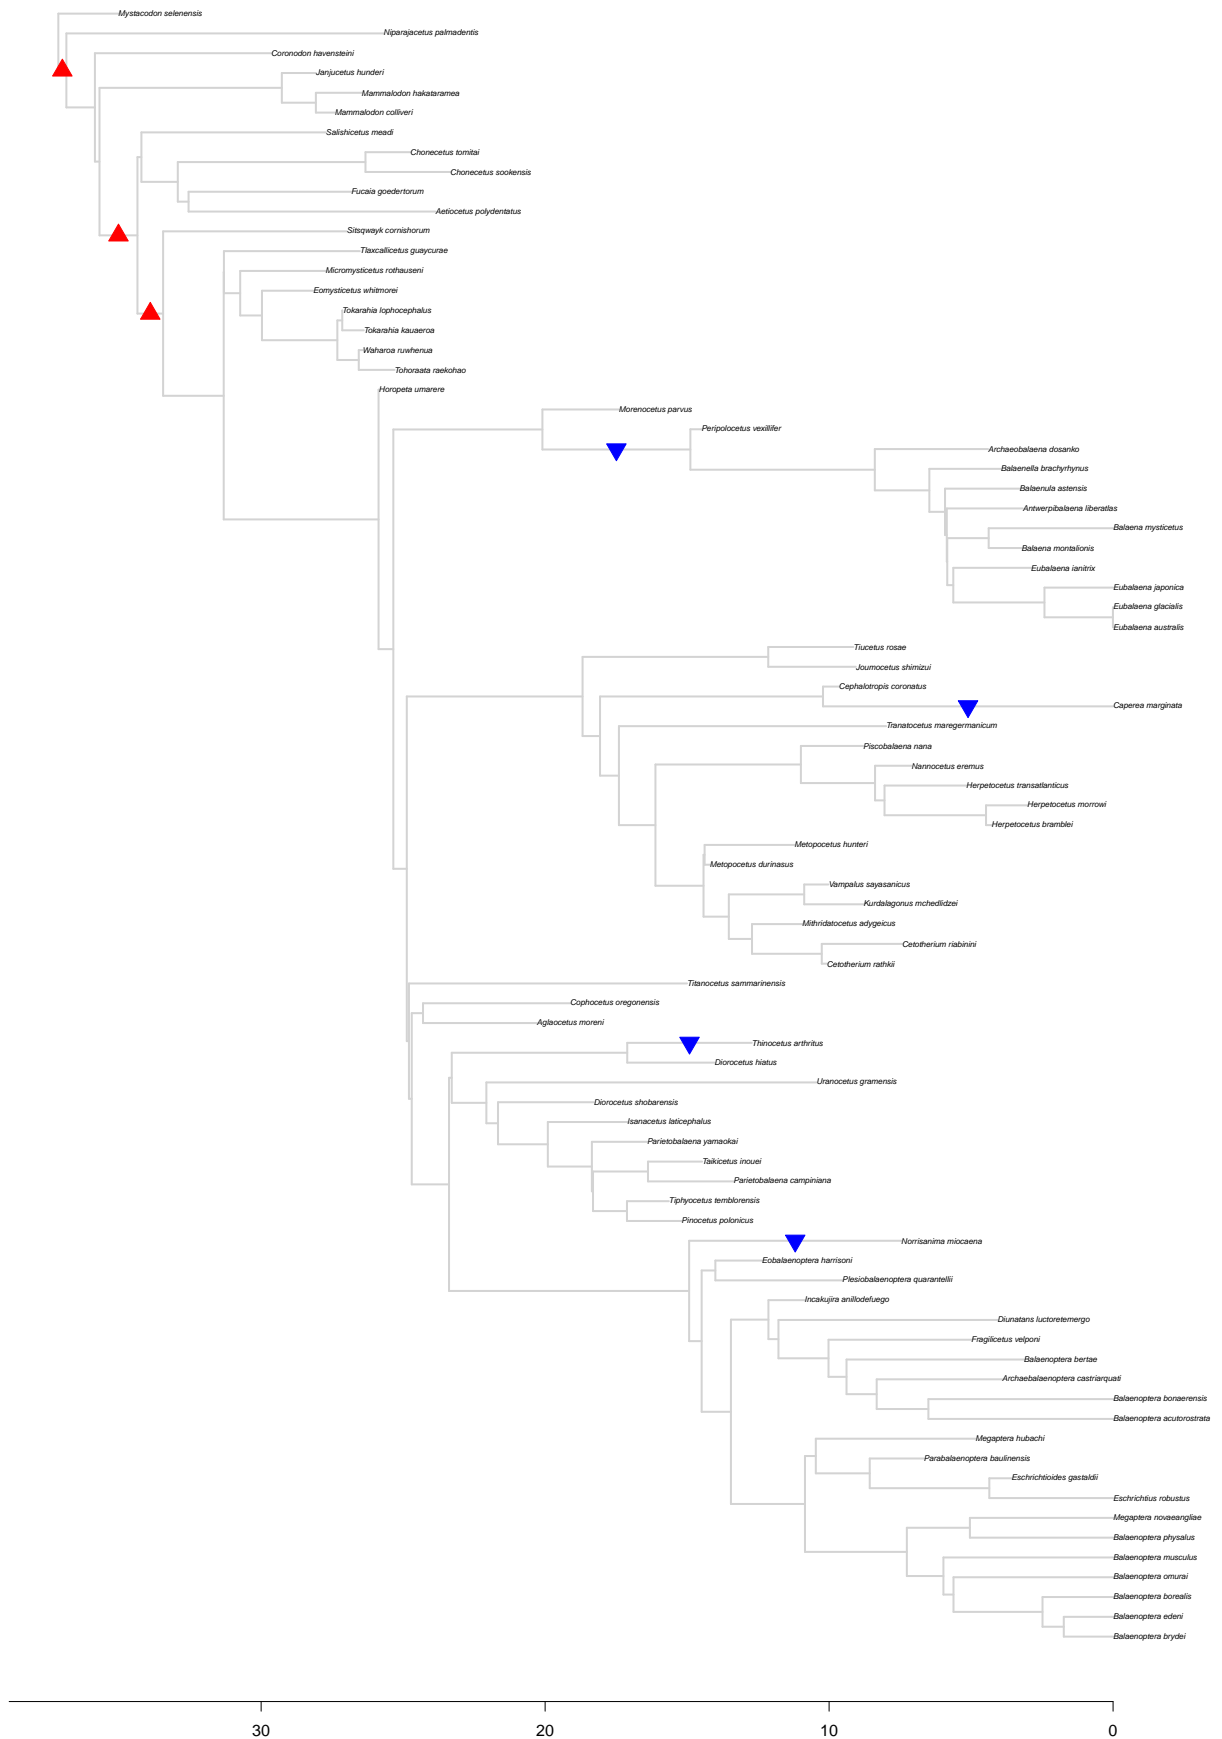 Mystacodon selenensis
Niparajacetus palmadentis
Coronodon havensteini
Janjucetus hunderi
Mammalodon hakataramea
Mammalodon colliveri
Salishicetus meadi
Chonecetus tomitai
Chonecetus sookensis
Fucaia goedertorum
Aetiocetus polydentatus
Sitsqwayk cornishorum
Tlaxcallicetus guaycurae
Micromysticetus rothauseni
Eomysticetus whitmorei
Tokarahia lophocephalus
Tokarahia kauaeroa
Waharoa ruwhenua
Tohoraata raekohao
Horopeta umarere
Morenocetus parvus
Peripolocetus vexillifer
Archaeobalaena dosanko
Balaenella brachyrhynus
Balaenula astensis
Antwerpibalaena liberatlas
Balaena mysticetus
Balaena montalionis
Eubalaena ianitrix
Eubalaena japonica
Eubalaena glacialis
Eubalaena australis
Tiucetus rosae
Joumocetus shimizui
Cephalotropis coronatus
Caperea marginata
Tranatocetus maregermanicum
Piscobalaena nana
Nannocetus eremus
Herpetocetus transatlanticus
Herpetocetus morrowi
Herpetocetus bramblei
Metopocetus hunteri
Metopocetus durinasus
Vampalus sayasanicus
Kurdalagonus mchedlidzei
Mithridatocetus adygeicus
Cetotherium riabinini
Cetotherium rathkii
Titanocetus sammarinensis
Cophocetus oregonensis
Aglaocetus moreni
Thinocetus arthritus
Diorocetus hiatus
Uranocetus gramensis
Diorocetus shobarensis
Isanacetus laticephalus
Parietobalaena yamaokai
Taikicetus inouei
Parietobalaena campiniana
Tiphyocetus temblorensis
Pinocetus polonicus
Norrisanima miocaena
Eobalaenoptera harrisoni
Plesiobalaenoptera quarantellii
Incakujira anillodefuego
Diunatans luctoretemergo
Fragilicetus velponi
Balaenoptera bertae
Archaebalaenoptera castriarquati
Balaenoptera bonaerensis
Balaenoptera acutorostrata
Megaptera hubachi
Parabalaenoptera baulinensis
Eschrichtioides gastaldii
Eschrichtius robustus
Megaptera novaeangliae
Balaenoptera physalus
Balaenoptera musculus
Balaenoptera omurai
Balaenoptera borealis
Balaenoptera edeni
Balaenoptera brydei
30 20 10 0